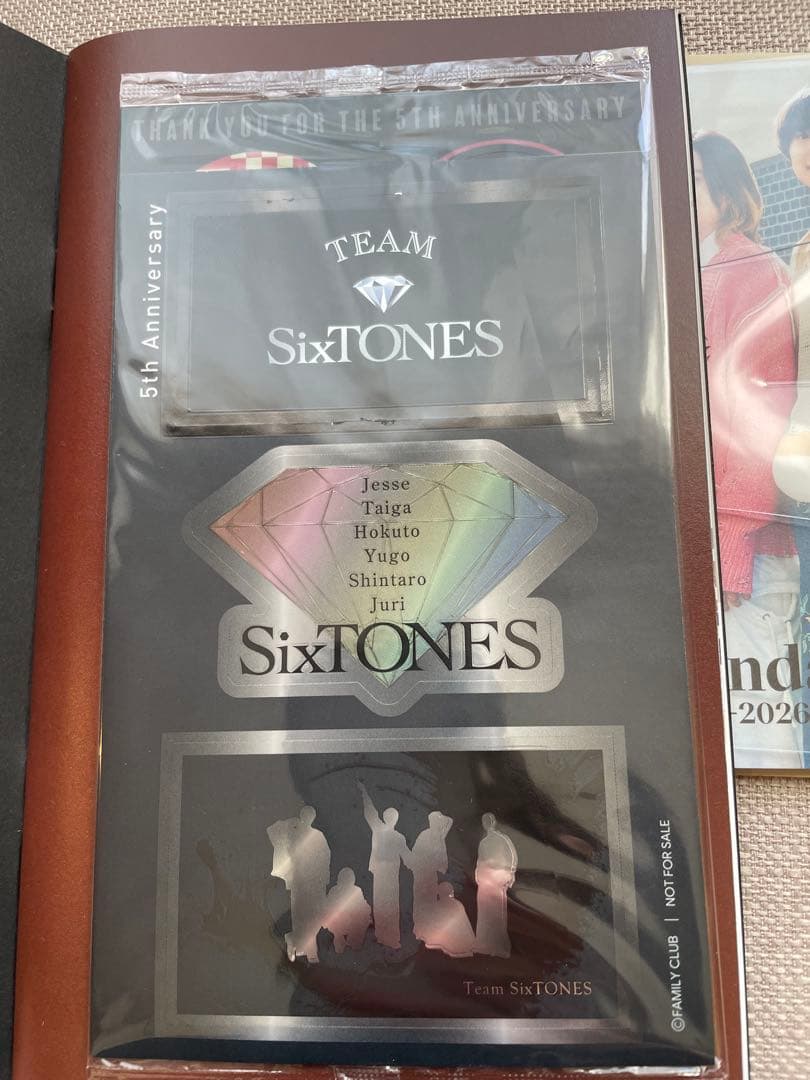 THANK YOU FOR THE 5TH ANNIVERSARY
5th Anniversary
TEAM
SixTONES
Jesse
Taiga
Hokuto
Yugo
Shintaro
Juri
SixTONES
Team SixTONES
©FAMILY CLUB | NOT FOR SALE
-2026